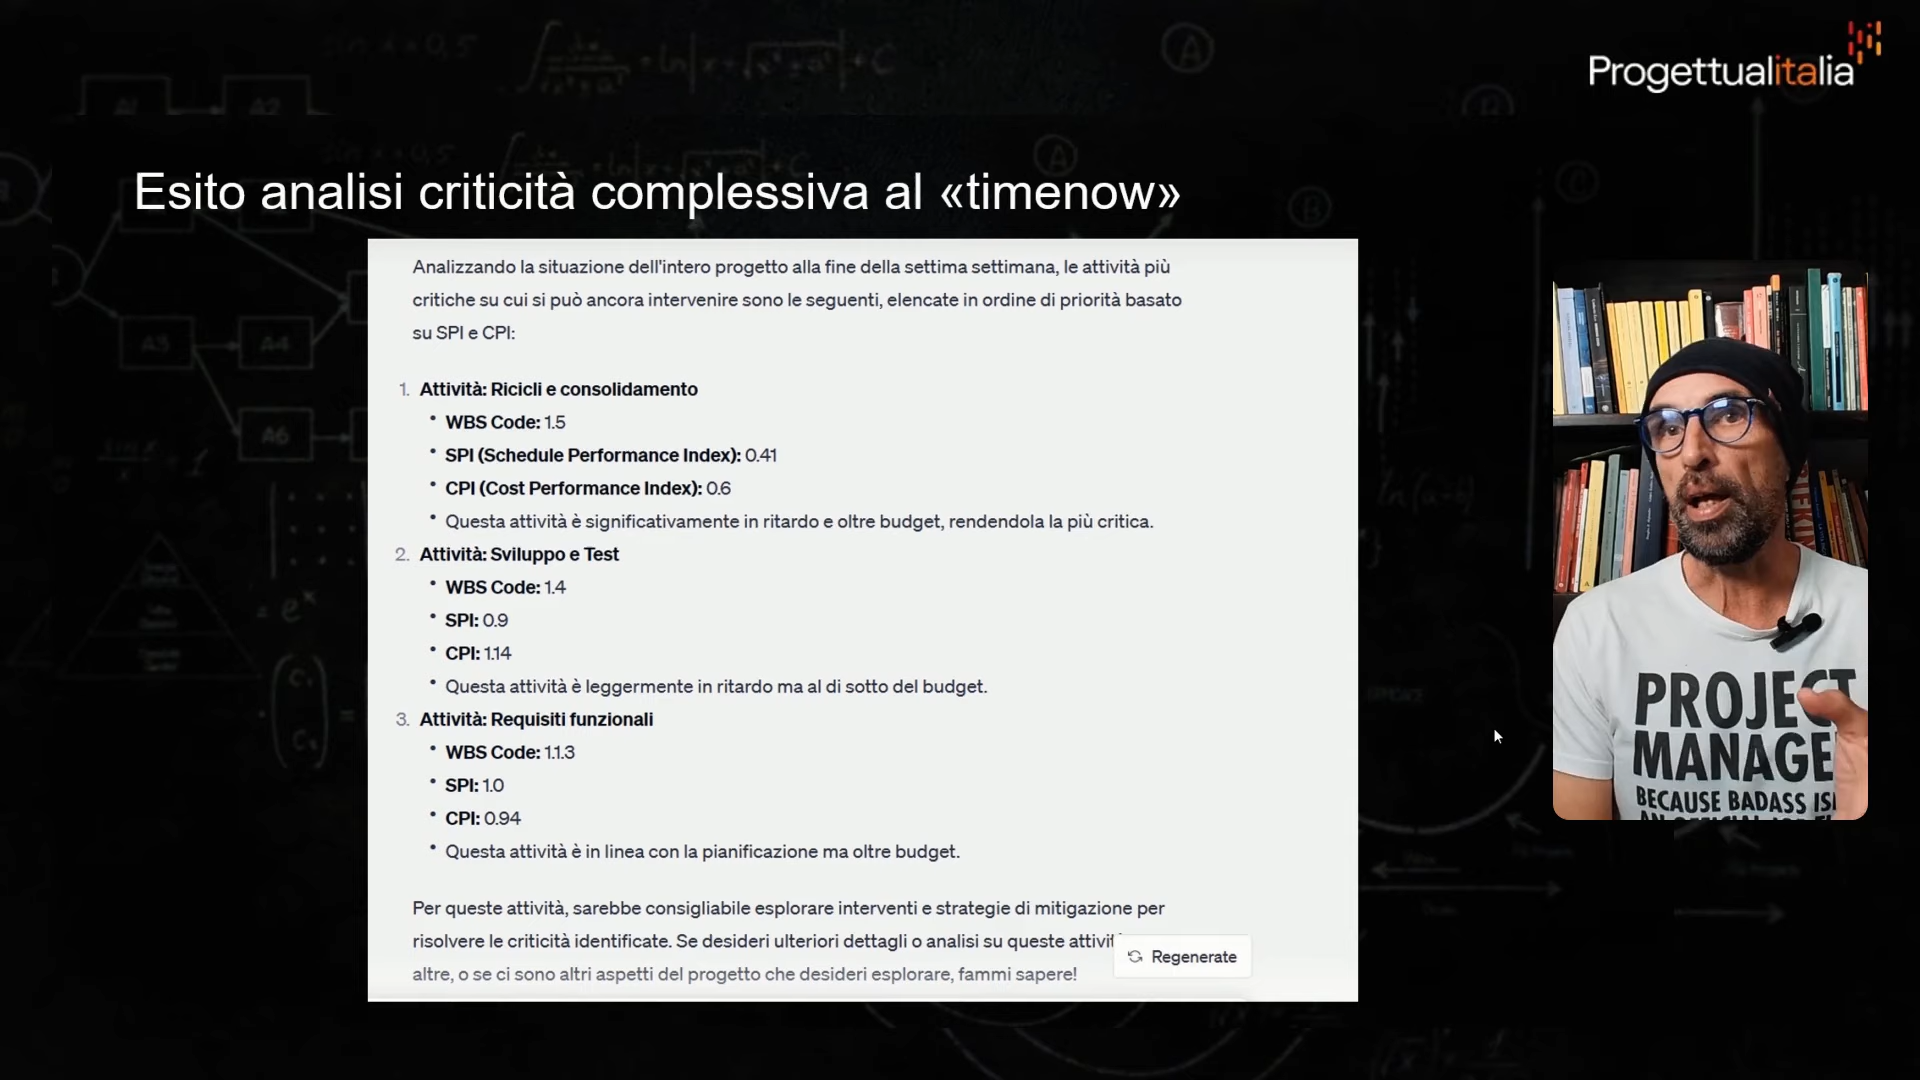 Progettualitalia
Esito analisi criticità complessiva al «timenow»
Analizzando la situazione dell'intero progetto alla fine della settima settimana, le attività più
critiche su cui si può ancora intervenire sono le seguenti, elencate in ordine di priorità basato
su SPI e CPI:
1. Attività: Ricicli e consolidamento
• WBS Code: 1.5
• SPI (Schedule Performance Index): 0.41
• CPI (Cost Performance Index): 0.6
• Questa attività è significativamente in ritardo e oltre budget, rendendola la più critica.
2. Attività: Sviluppo e Test
• WBS Code: 1.4
• SPI: 0.9
• CPI: 1.14
• Questa attività è leggermente in ritardo ma al di sotto del budget.
3. Attività: Requisiti funzionali
• WBS Code: 1.1.3
• SPI: 1.0
• CPI: 0.94
• Questa attività è in linea con la pianificazione ma oltre budget.
Per queste attività, sarebbe consigliabile esplorare interventi e strategie di mitigazione per
risolvere le criticità identificate. Se desideri ulteriori dettagli o analisi su queste
altre, o se ci sono altri aspetti del progetto che desideri esplorare, fammi sapere!
Regenerate
PROJECT
MANAGE
BECAUSE BADASS
A3
A4
A6